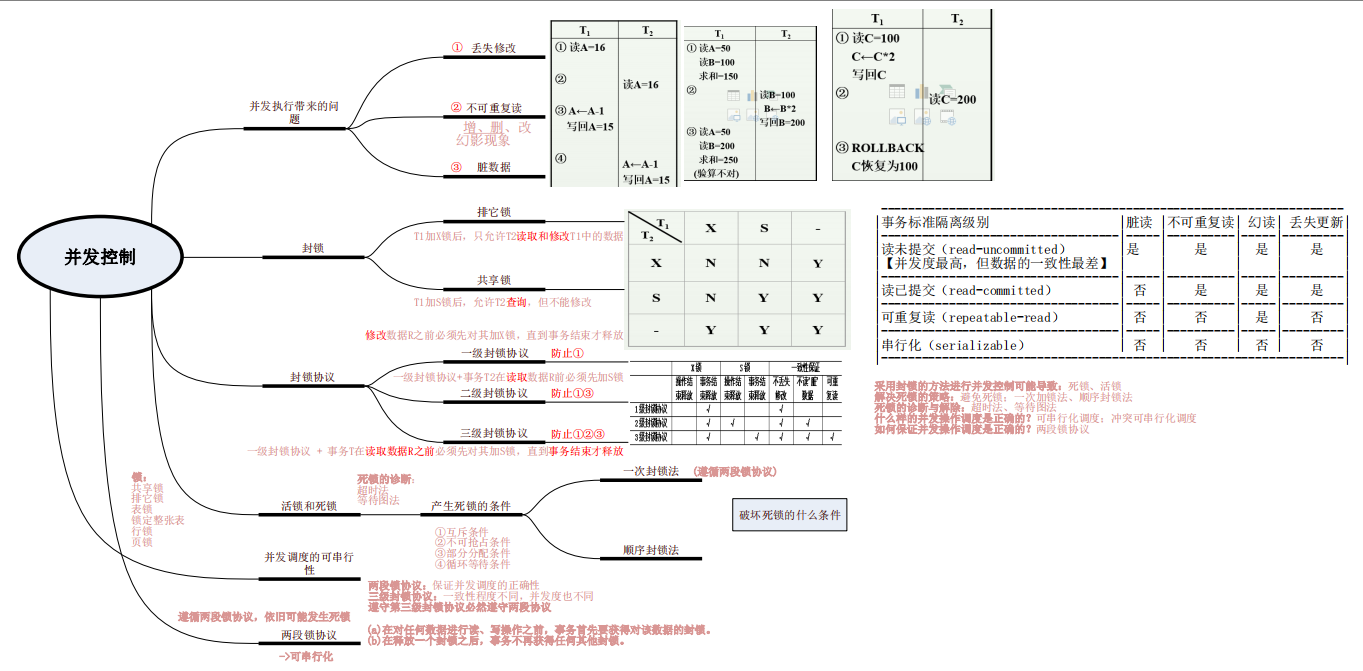 并发控制
并发执行带来的问
题
① 丢失修改
② 不可重复读
增、删、改
幻影现象
③ 脏数据
T₁ T₂
① 读A=16
② 读A=16
③ A←A-1
写回A=15
④ A←A-1
写回A=15
T₁ T₂
① 读A=50
读B=100
求和=150
② 读B=100
B←B*2
写回B=200
③ 读A=50
读B=200
求和=250
(验算不对)
T₁ T₂
① 读C=100
C←C*2
写回C
② 读C=200
③ ROLLBACK
C恢复为100
封锁
排它锁
T1加X锁后，只允许T2读取和修改T1中的数据
共享锁
T1加S锁后，允许T2查询，但不能修改
T₁ X S -
T₂
X N N Y
S N Y Y
- Y Y Y
事务标准隔离级别 脏读 不可重复读 幻读 丢失更新
读未提交（read-uncommitted） 是 是 是 是
【并发度最高，但数据的一致性最差】
读已提交（read-committed） 否 是 是 是
可重复读（repeatable-read） 否 否 是 否
串行化（serializable） 否 否 否 否
采用封锁的方法进行并发控制可能导致：死锁、活锁
解决死锁的策略：避免死锁：一次加锁法、顺序封锁法
死锁的诊断与解除：超时法、等待图法
什么样的并发操作调度是正确的？可串行化调度；冲突可串行化调度
如何保证并发操作调度是正确的？两段锁协议
封锁协议
修改数据R之前必须先对其加X锁，直到事务结束才释放
一级封锁协议 防止①
一级封锁协议+事务T2在读取数据R前必须先加S锁
二级封锁协议 防止①③
三级封锁协议 防止①②③
一级封锁协议 + 事务T在读取数据R之前必须先对其加S锁，直到事务结束才释放
X锁 S锁 一致性保证
操作结束释放 事务结束释放 操作结束释放 事务结束释放 不丢失修改 不读"脏"数据 可重复读
1级封锁协议 √ √
2级封锁协议 √ √ √ √
3级封锁协议 √ √ √ √ √
锁：
共享锁
排它锁
表锁
锁定整张表
行锁
页锁
活锁和死锁
死锁的诊断：
超时法
等待图法
产生死锁的条件
①互斥条件
②不可抢占条件
③部分分配条件
④循环等待条件
一次封锁法 (遵循两段锁协议)
顺序封锁法
破坏死锁的什么条件
并发调度的可串行
性
两段锁协议：保证并发调度的正确性
三级封锁协议：一致性程度不同，并发度也不同
遵守第三级封锁协议必然遵守两段协议
遵循两段锁协议，依旧可能发生死锁
两段锁协议
->可串行化
(a)在对任何数据进行读、写操作之前，事务首先要获得对该数据的封锁。
(b)在释放一个封锁之后，事务不再获得任何其他封锁。